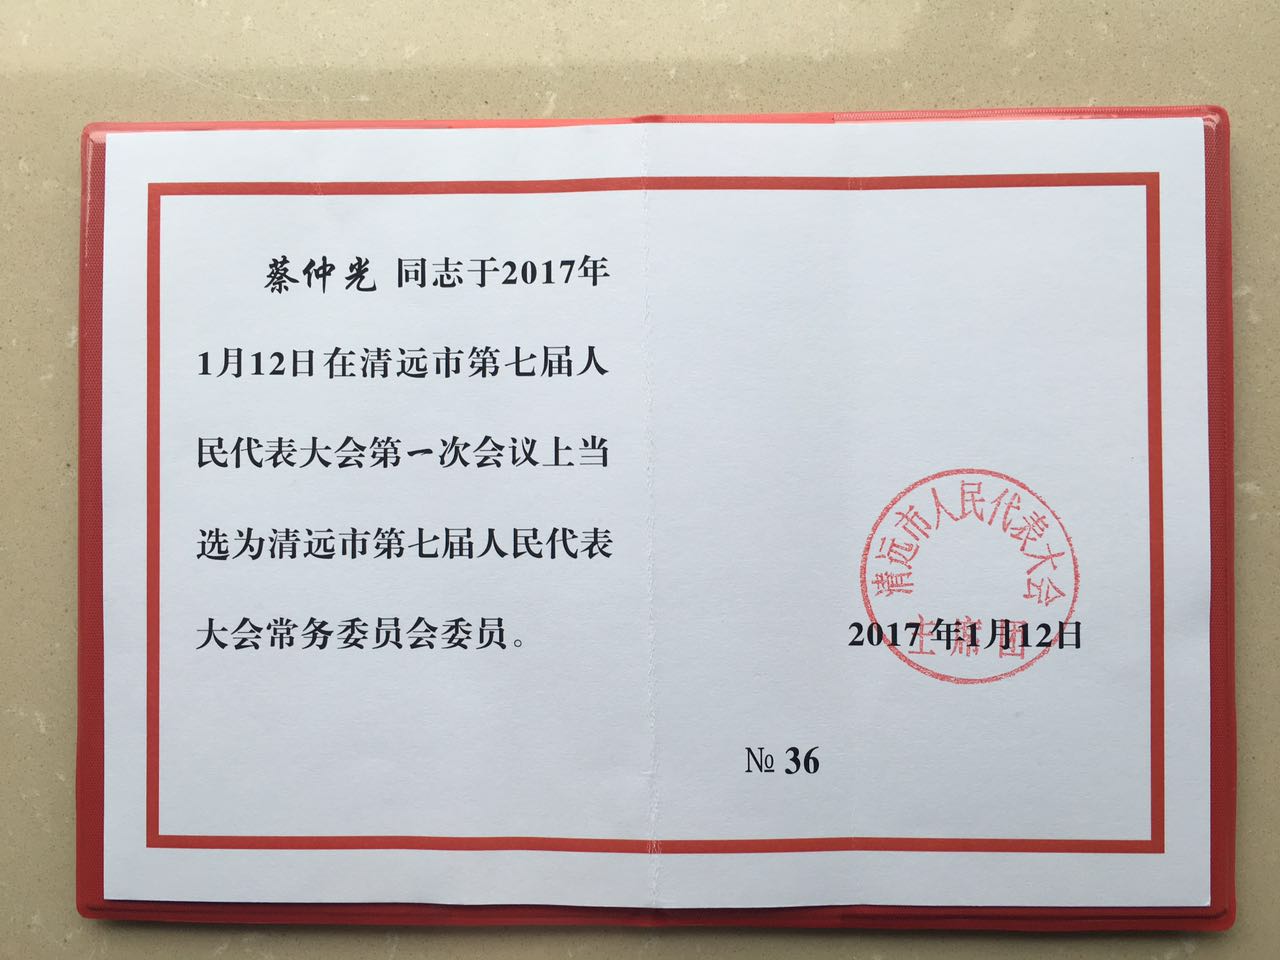 蔡仲光 同志于2017年
1月12日在清远市第七届人
民代表大会第一次会议上当
选为清远市第七届人民代表
大会常务委员会委员。
清远市人民代表大会
主席团
2017年1月12日
№ 36